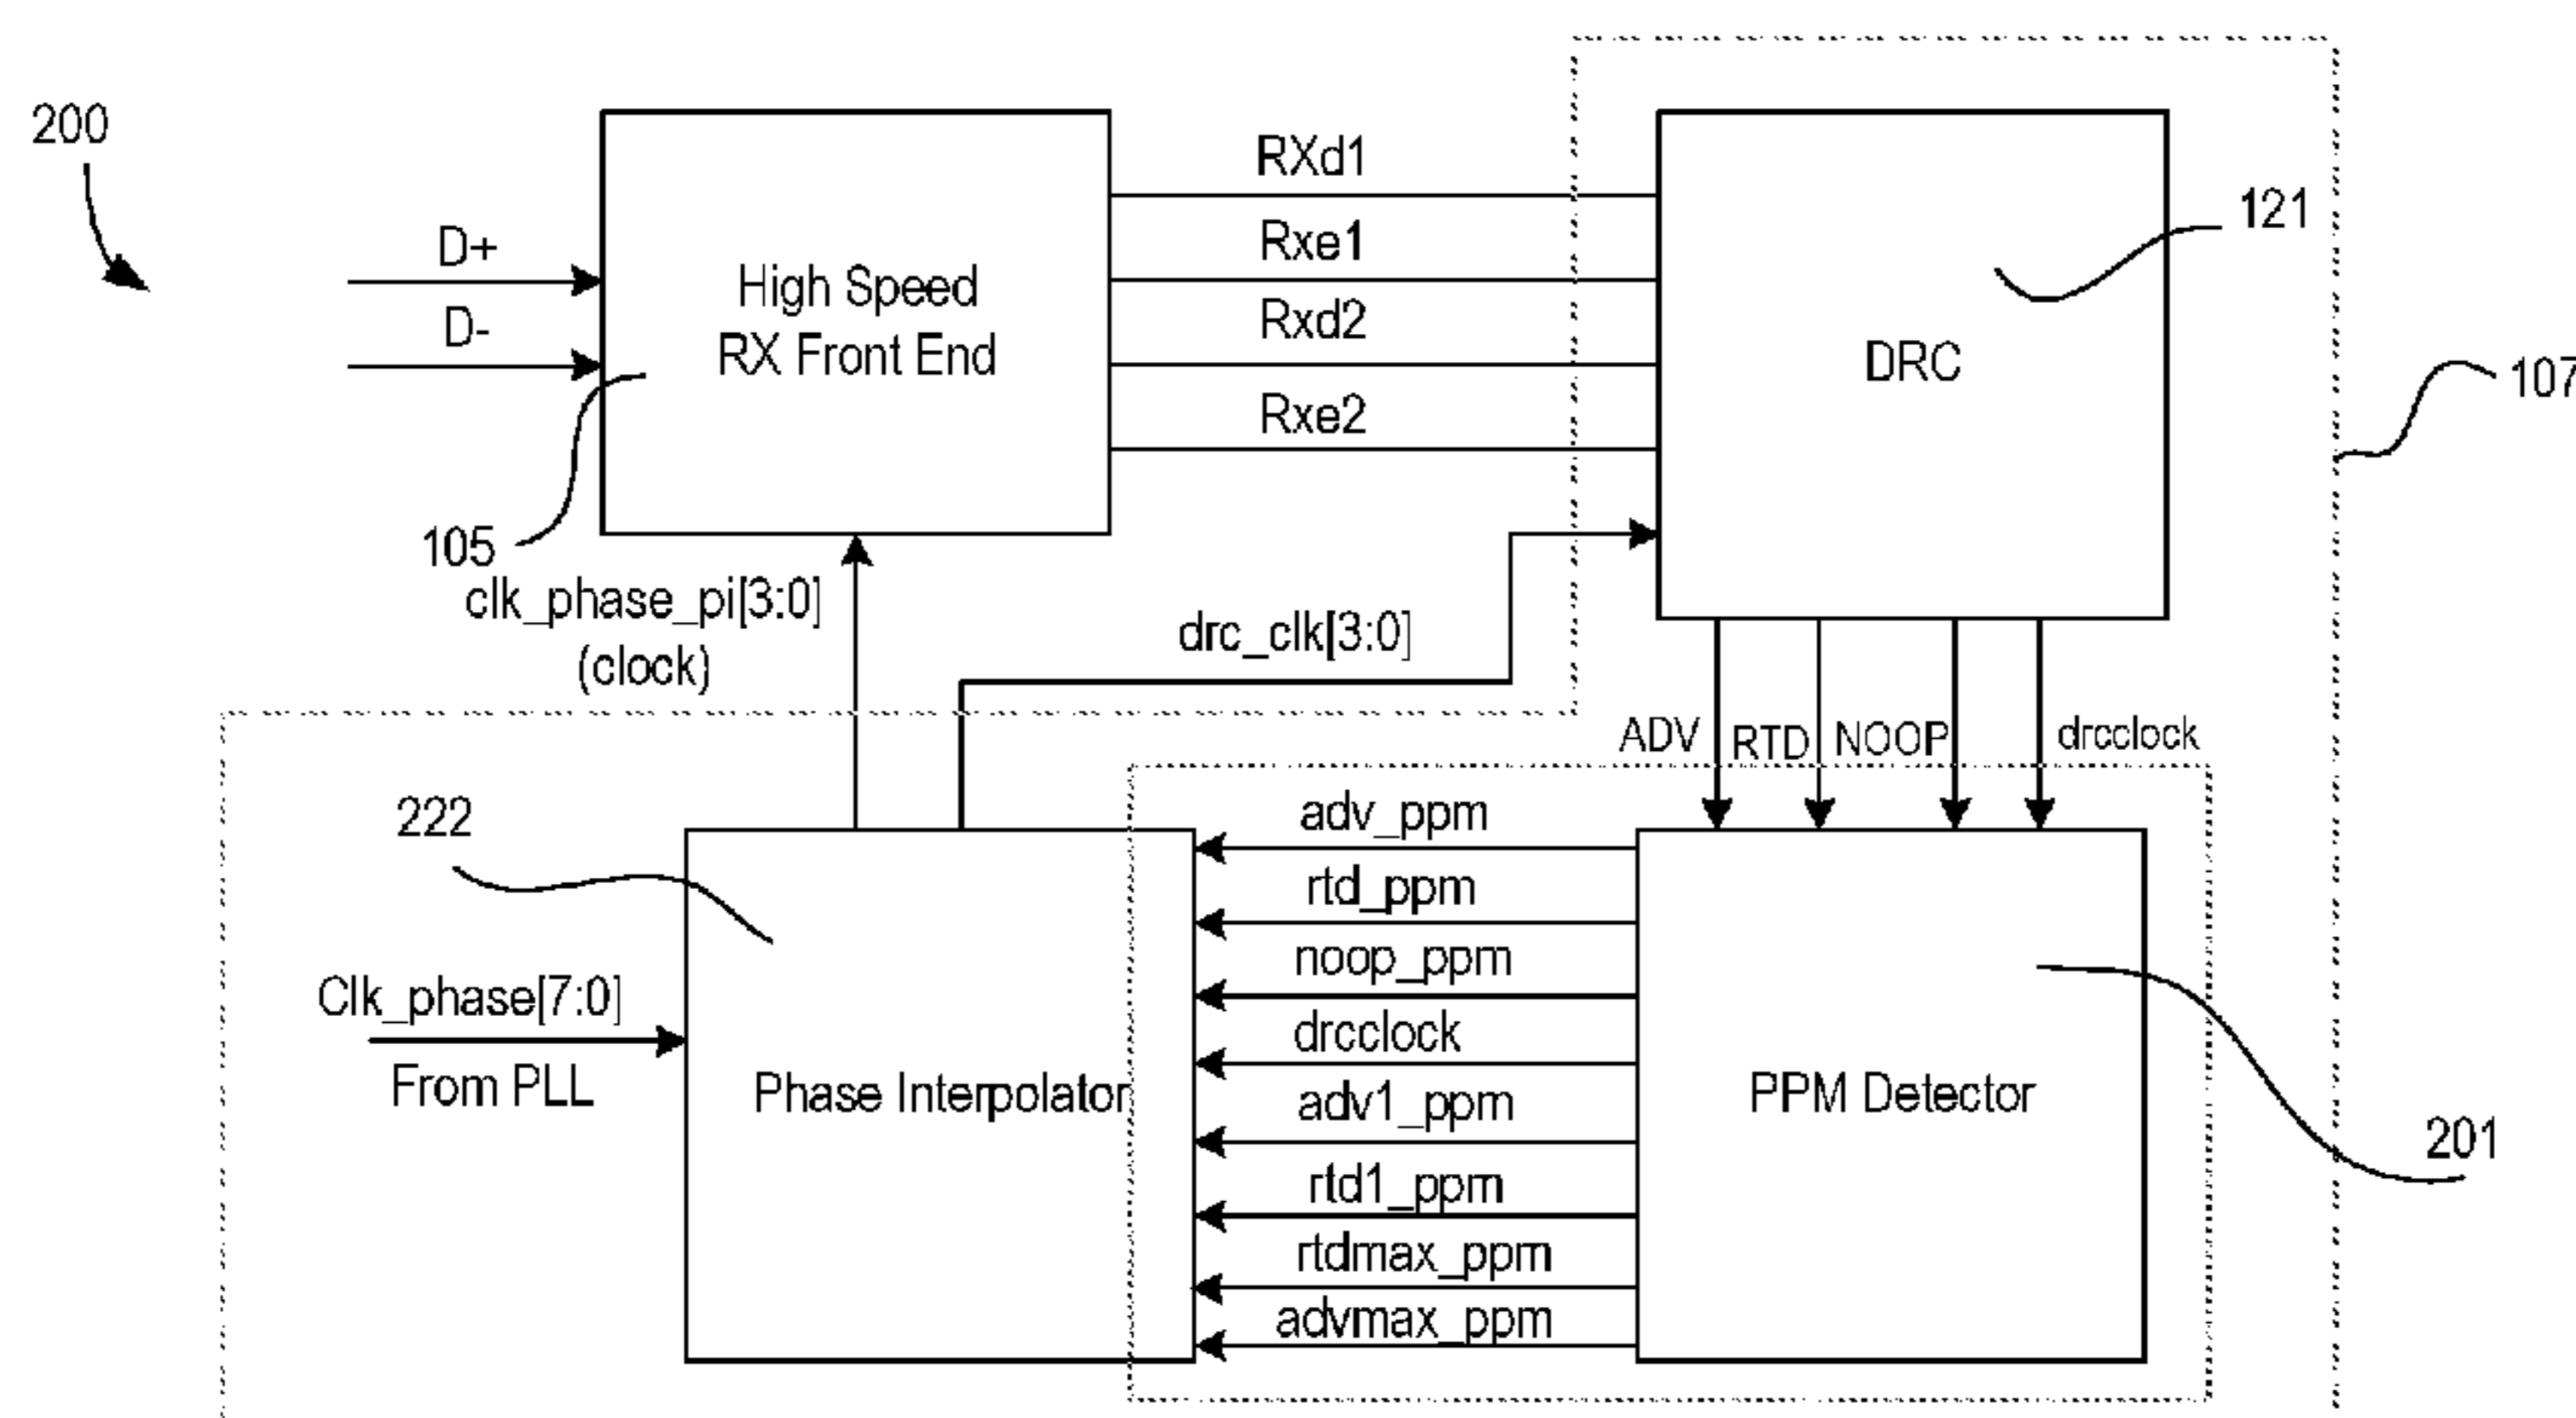 200
D+
D-
High Speed
RX Front End
105
RXd1
Rxe1
Rxd2
Rxe2
DRC
121
107
clk_phase_pi[3:0]
(clock)
drc_clk[3:0]
ADV
RTD
NOOP
drcclock
222
Clk_phase[7:0]
From PLL
Phase Interpolator
adv_ppm
rtd_ppm
noop_ppm
drcclock
adv1_ppm
rtd1_ppm
rtdmax_ppm
advmax_ppm
PPM Detector
201